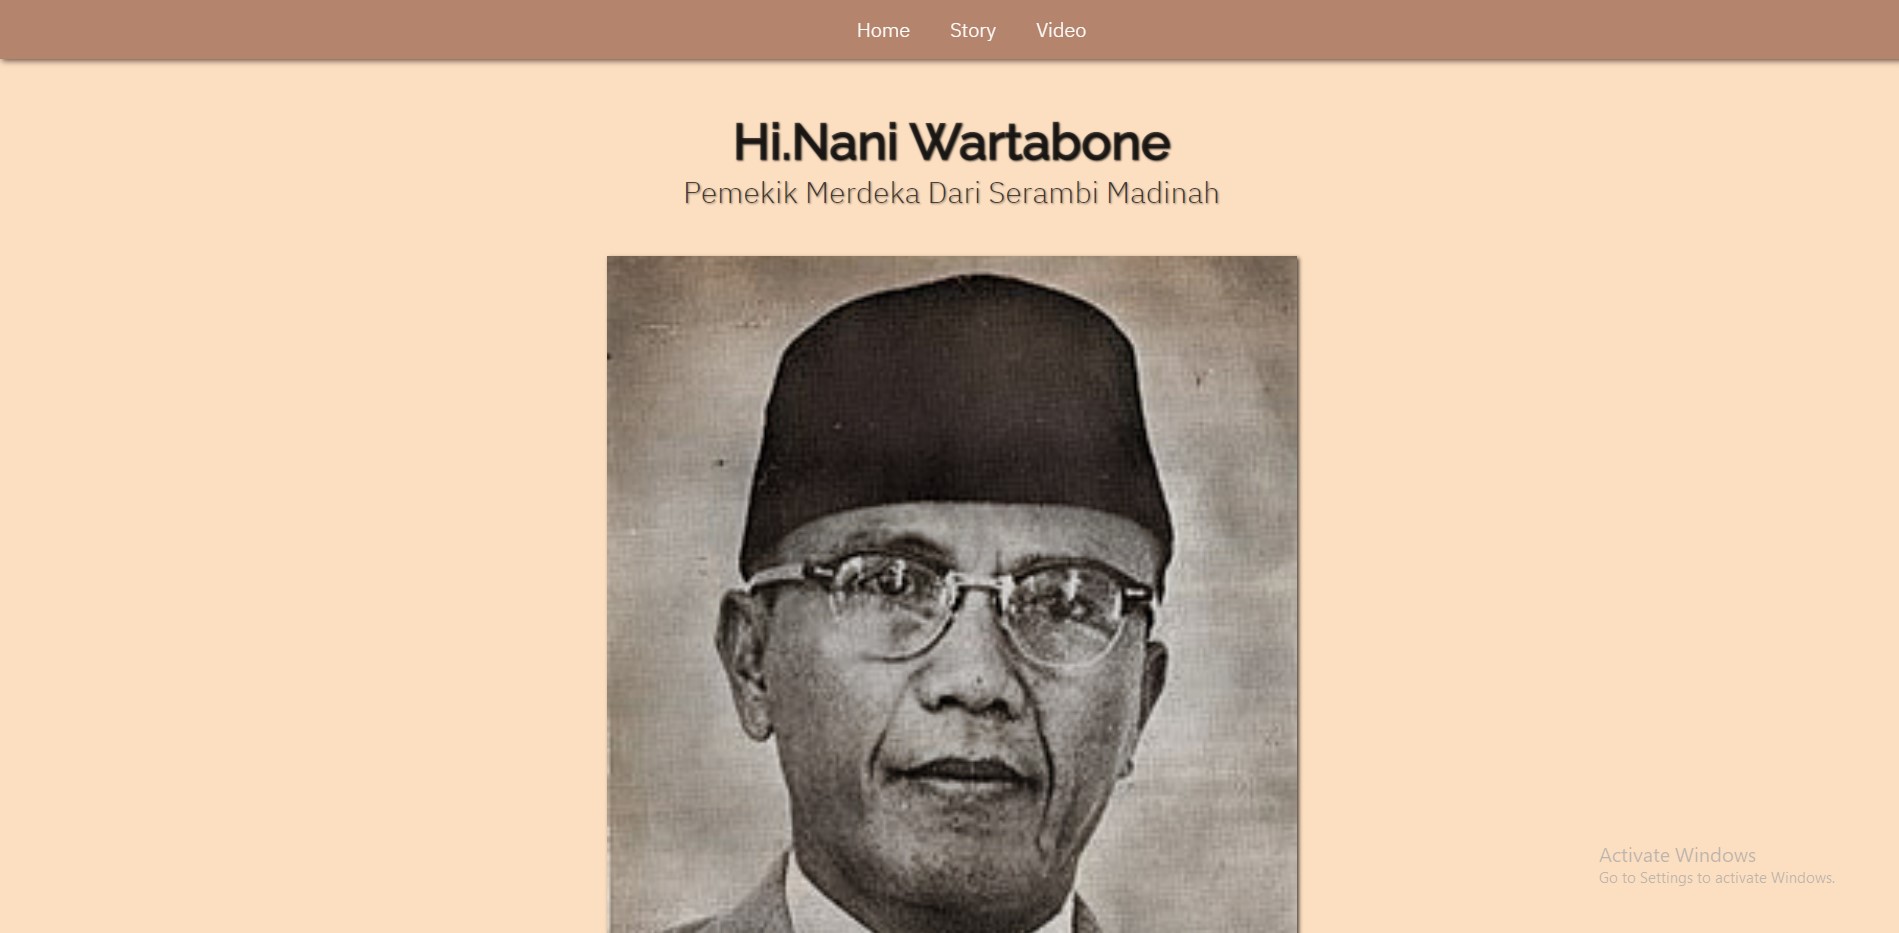 Home Story Video
Hi.Nani Wartabone
Pemekik Merdeka Dari Serambi Madinah
Activate Windows
Go to Settings to activate Windows.